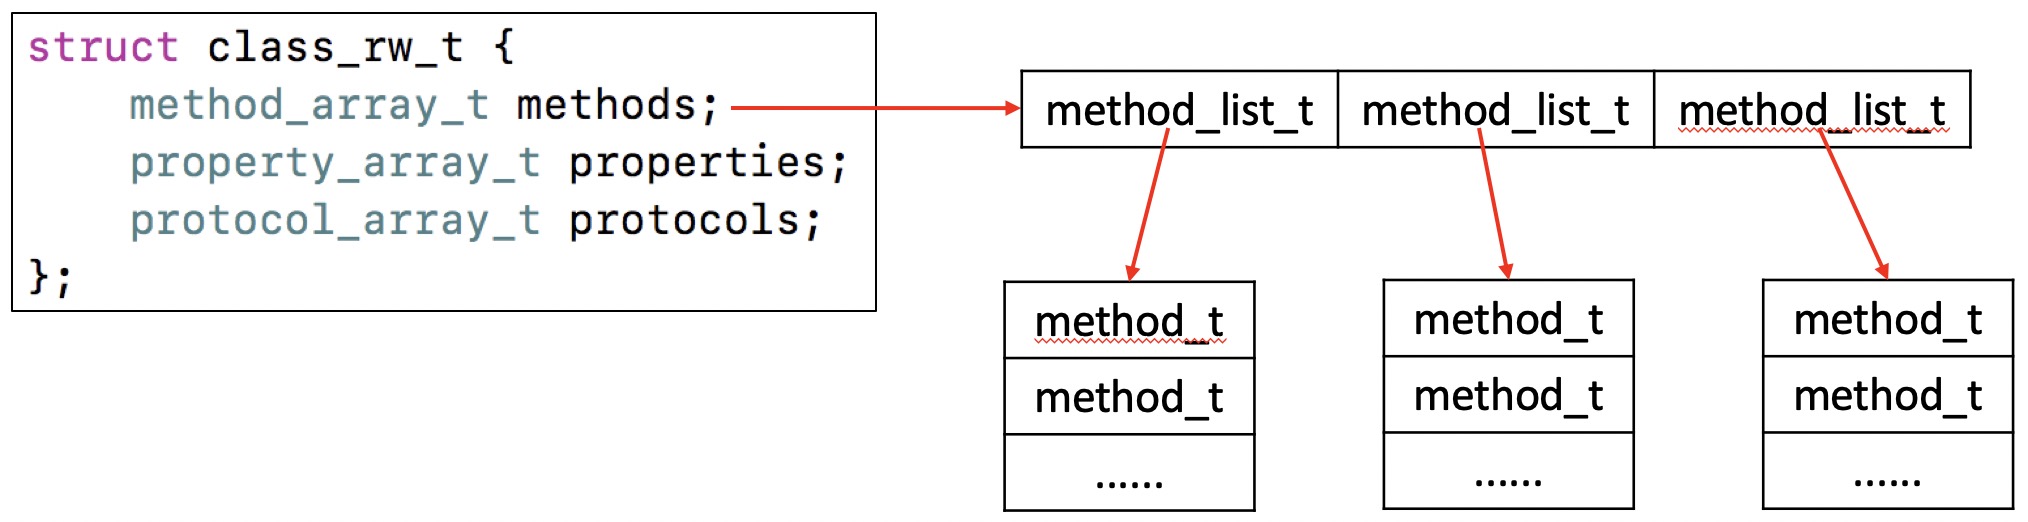 struct class_rw_t {
method_array_t methods;
property_array_t properties;
protocol_array_t protocols;
};
method_list_t method_list_t method_list_t
method_t method_t method_t
method_t method_t method_t
...... ...... ......